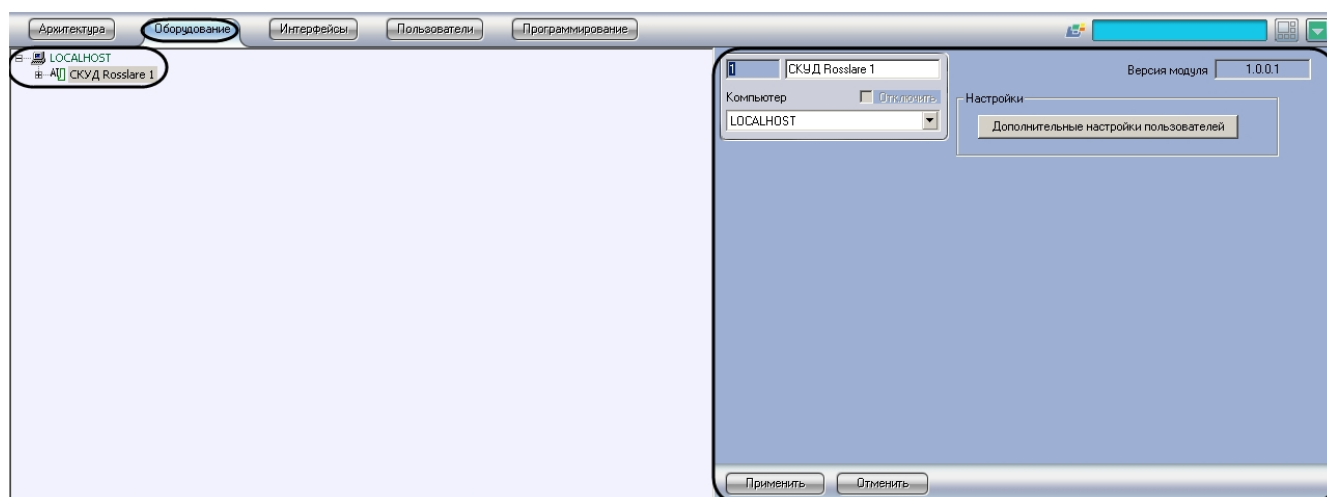 Архитектура Оборудование Интерфейсы Пользователи Программирование
LOCALHOST
СКУД Rosslare 1
1 СКУД Rosslare 1
Версия модуля 1.0.0.1
Компьютер Отключить
Настройки
LOCALHOST
Дополнительные настройки пользователей
Применить Отменить